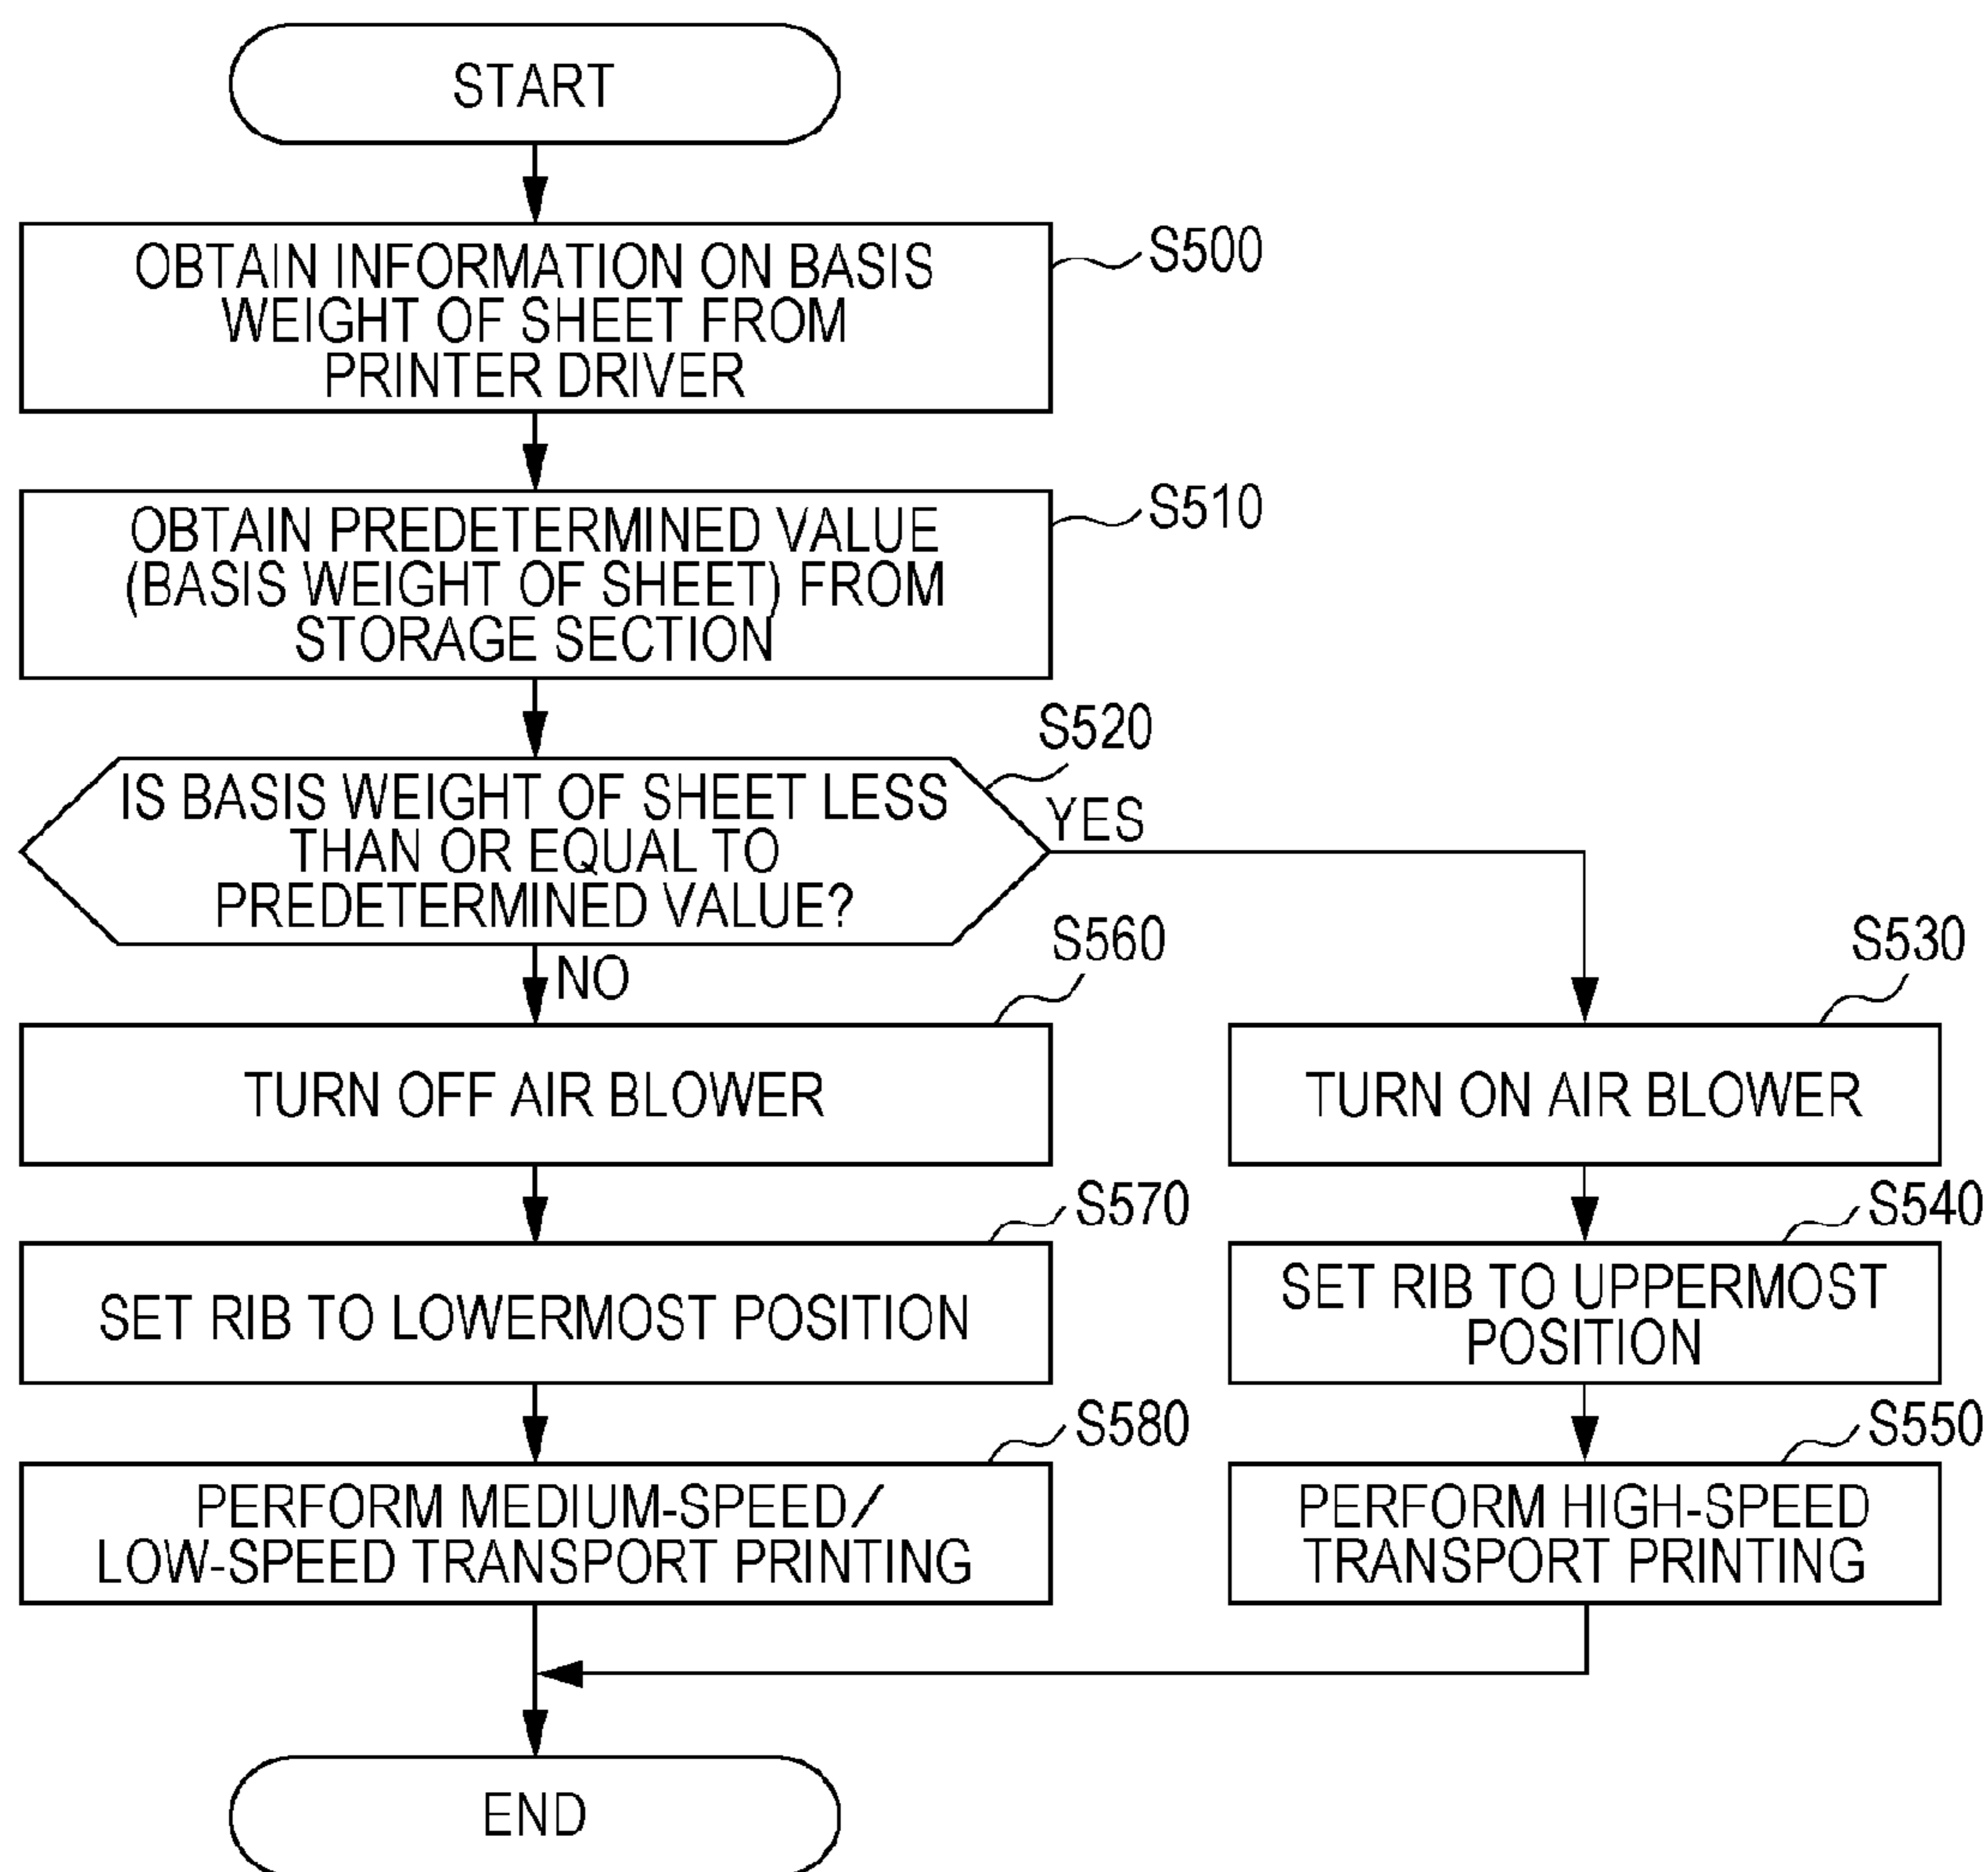 START
OBTAIN INFORMATION ON BASIS
WEIGHT OF SHEET FROM
PRINTER DRIVER
S500
OBTAIN PREDETERMINED VALUE
(BASIS WEIGHT OF SHEET) FROM
STORAGE SECTION
S510
S520
IS BASIS WEIGHT OF SHEET LESS
THAN OR EQUAL TO
PREDETERMINED VALUE?
YES
NO
S560
TURN OFF AIR BLOWER
S530
TURN ON AIR BLOWER
S570
SET RIB TO LOWERMOST POSITION
S540
SET RIB TO UPPERMOST
POSITION
S580
PERFORM MEDIUM-SPEED/
LOW-SPEED TRANSPORT PRINTING
S550
PERFORM HIGH-SPEED
TRANSPORT PRINTING
END